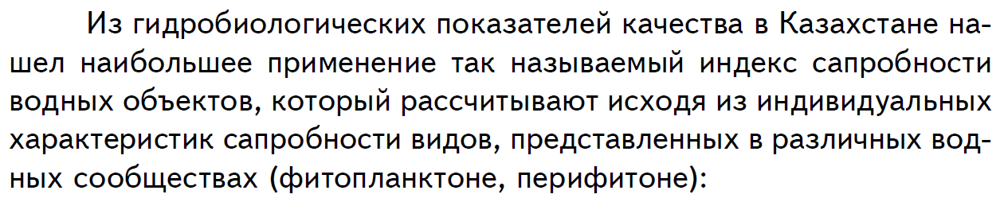 Из гидробиологических показателей качества в Казахстане на-
шел наибольшее применение так называемый индекс сапробности
водных объектов, который рассчитывают исходя из индивидуальных
характеристик сапробности видов, представленных в различных вод-
ных сообществах (фитопланктоне, перифитоне):